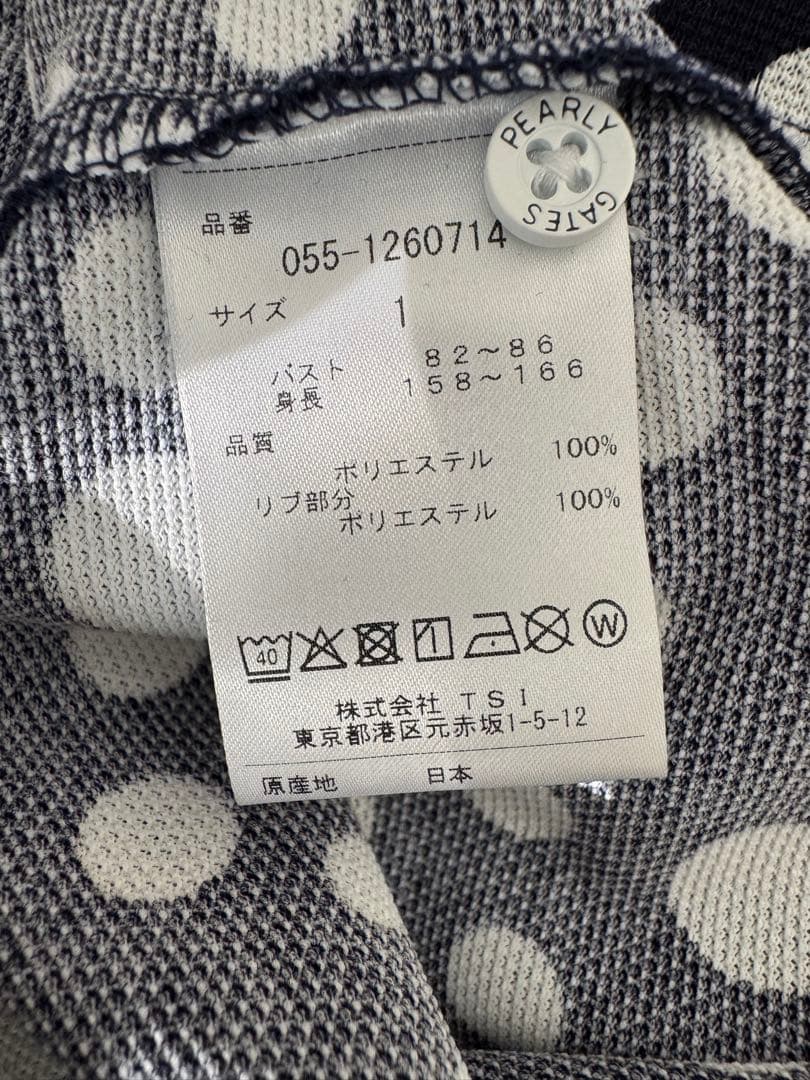 PEARLY
GATES
品番
055-1260714
サイズ 1
バスト 82～86
身長 158～166
品質
ポリエステル 100%
リブ部分
ポリエステル 100%
40 W
株式会社 TSI
東京都港区元赤坂1-5-12
原産地 日本